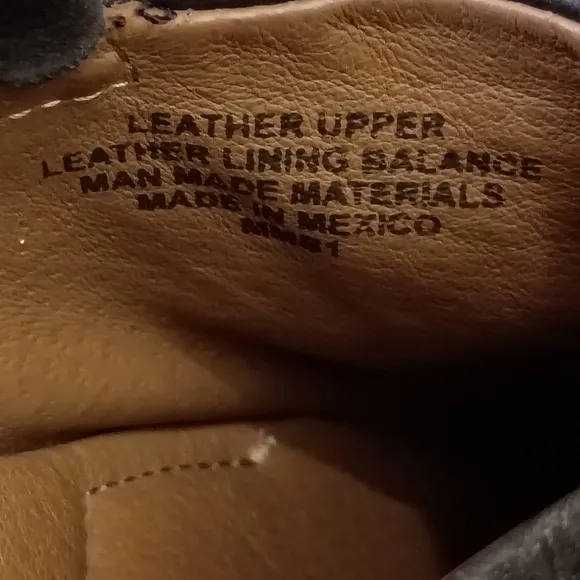 LEATHER UPPER
LEATHER LINING BALANCE
MAN MADE MATERIALS
MADE IN MEXICO